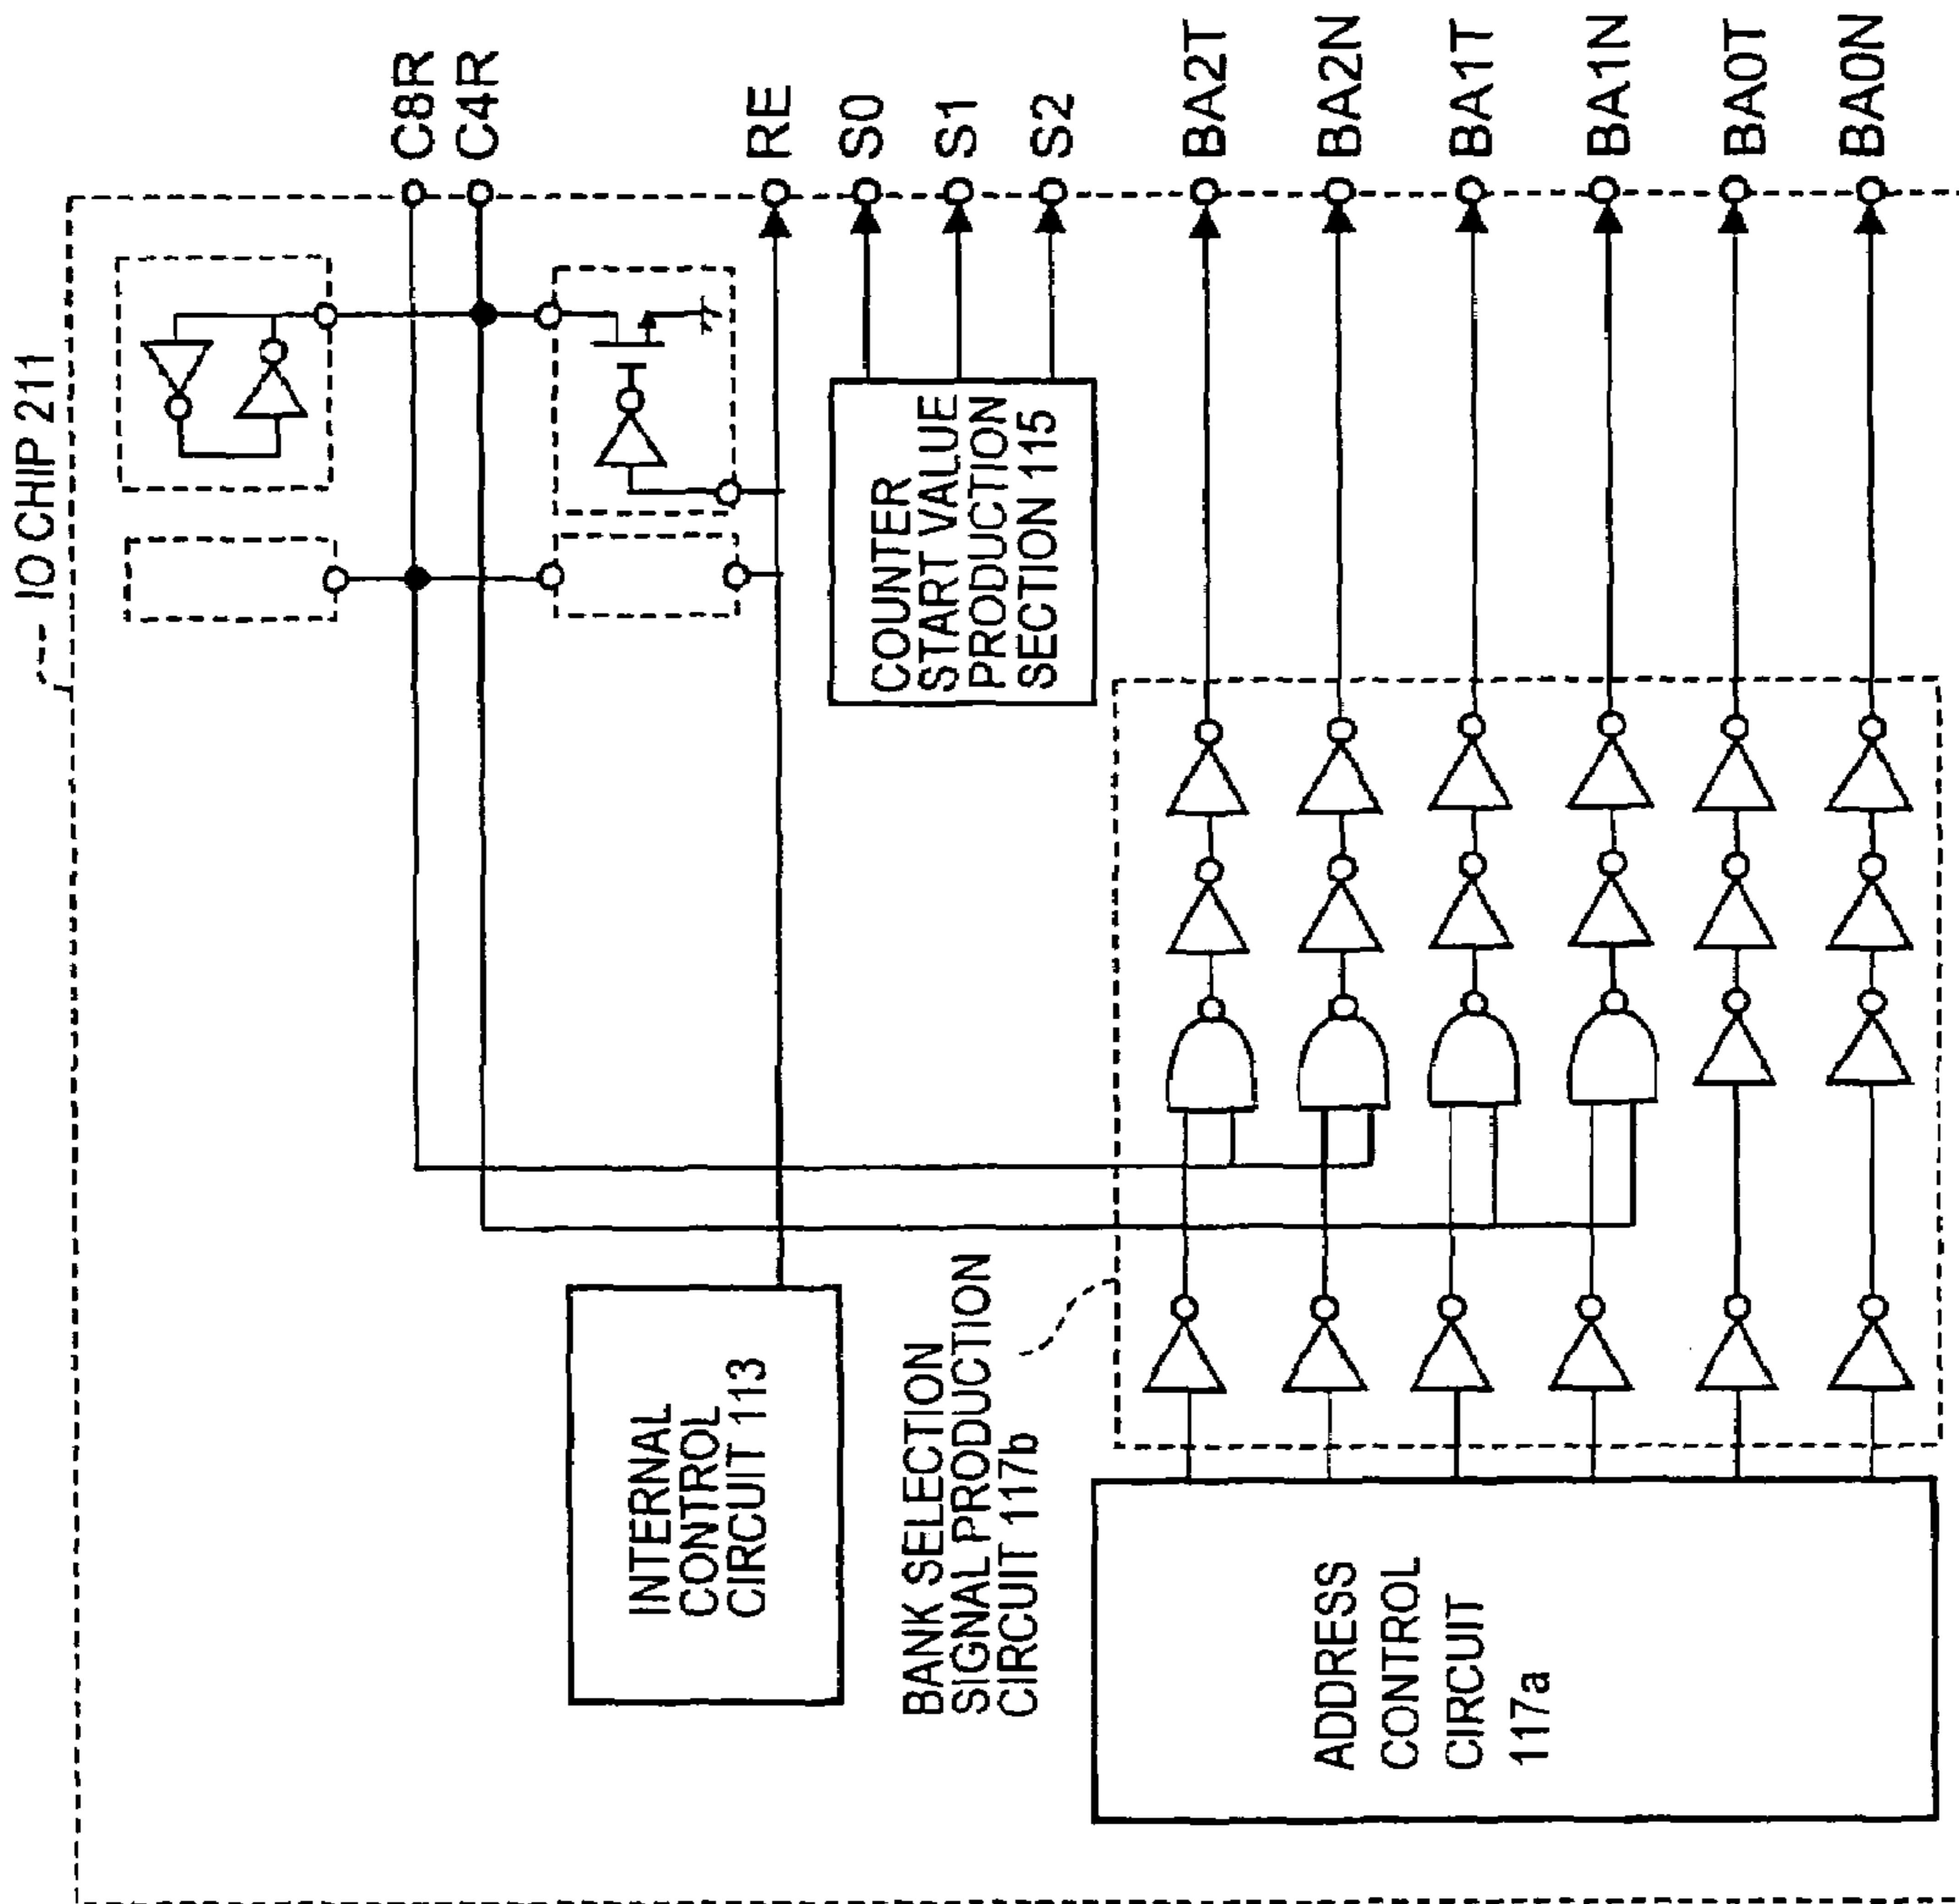 IO CHIP 211
C8R
C4R
RE
S0
S1
S2
BA2T
BA2N
BA1T
BA1N
BA0T
BA0N
COUNTER
START VALUE
PRODUCTION
SECTION 115
INTERNAL
CONTROL
CIRCUIT 113
BANK SELECTION
SIGNAL PRODUCTION
CIRCUIT 117b
ADDRESS
CONTROL
CIRCUIT
117a